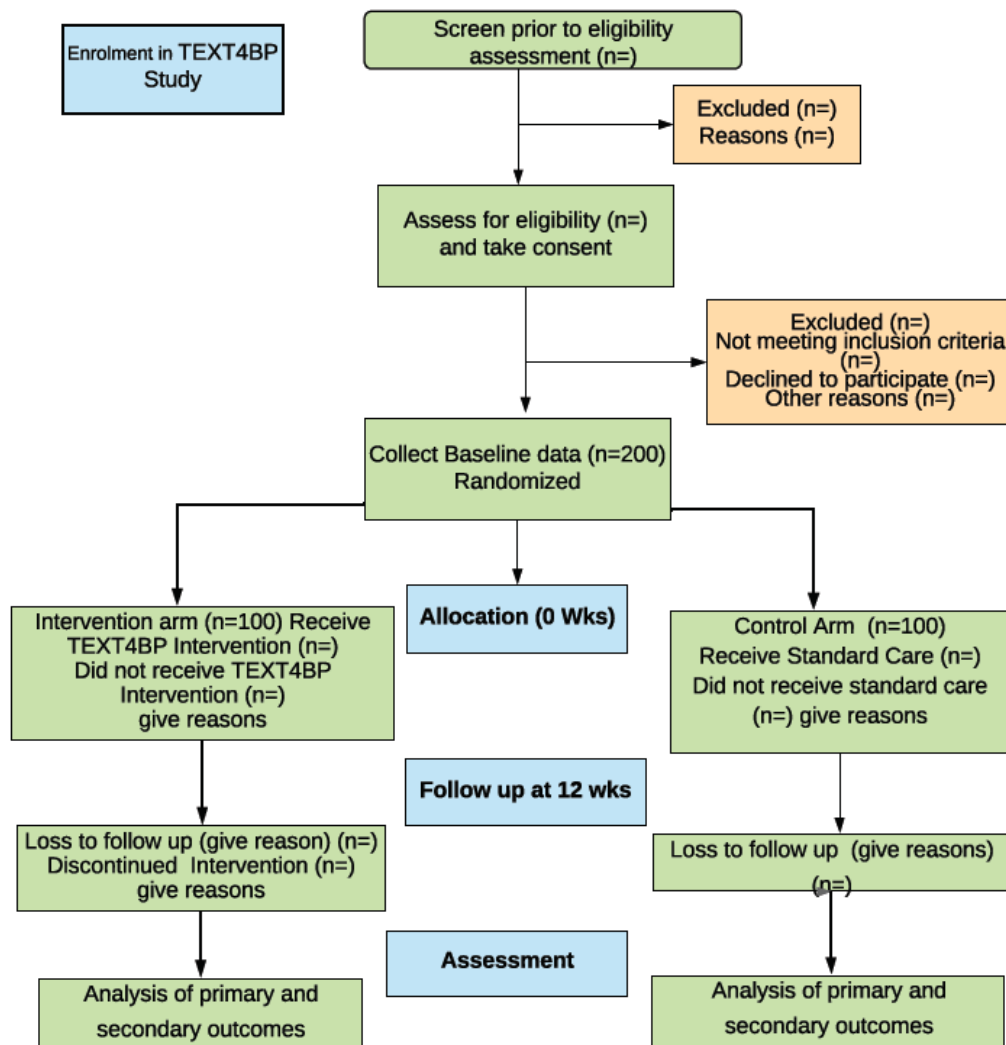 Enrolment in TEXT4BP
Study
Screen prior to eligibility
assessment (n=)
Excluded (n=)
Reasons (n=)
Assess for eligibility (n=)
and take consent
Excluded (n=)
Not meeting inclusion criteria
(n=)
Declined to participate (n=)
Other reasons (n=)
Collect Baseline data (n=200)
Randomized
Allocation (0 Wks)
Intervention arm (n=100) Receive
TEXT4BP Intervention (n=)
Did not receive TEXT4BP
Intervention (n=)
give reasons
Control Arm (n=100)
Receive Standard Care (n=)
Did not receive standard care
(n=) give reasons
Follow up at 12 wks
Loss to follow up (give reason) (n=)
Discontinued Intervention (n=)
give reasons
Loss to follow up (give reasons)
(n=)
Assessment
Analysis of primary and
secondary outcomes
Analysis of primary and
secondary outcomes